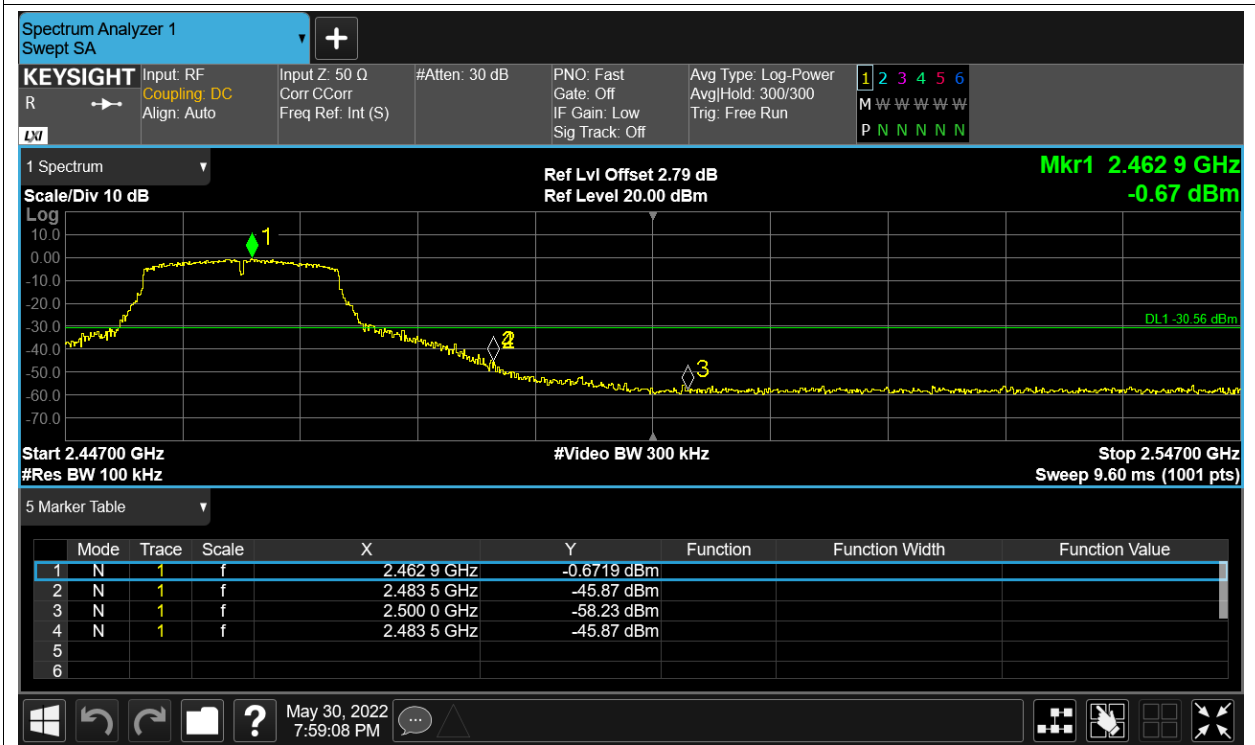 Spectrum Analyzer 1
Swept SA
KEYSIGHT
R
LXI
Input: RF
Coupling: DC
Align: Auto
Input Z: 50 Ω
Corr CCorr
Freq Ref: Int (S)
#Atten: 30 dB
PNO: Fast
Gate: Off
IF Gain: Low
Sig Track: Off
Avg Type: Log-Power
Avg|Hold: 300/300
Trig: Free Run
1 2 3 4 5 6
M W W W W W
P N N N N N
1 Spectrum
Scale/Div 10 dB
Ref Lvl Offset 2.79 dB
Ref Level 20.00 dBm
Mkr1 2.462 9 GHz
-0.67 dBm
Log
10.0
0.00
-10.0
-20.0
-30.0
-40.0
-50.0
-60.0
-70.0
1
3
DL1 -30.56 dBm
Start 2.44700 GHz
#Video BW 300 kHz
Stop 2.54700 GHz
#Res BW 100 kHz
Sweep 9.60 ms (1001 pts)
5 Marker Table
Mode Trace Scale X Y Function Function Width Function Value
1 N 1 f 2.462 9 GHz -0.6719 dBm
2 N 1 f 2.483 5 GHz -45.87 dBm
3 N 1 f 2.500 0 GHz -58.23 dBm
4 N 1 f 2.483 5 GHz -45.87 dBm
5
6
?
May 30, 2022
7:59:08 PM